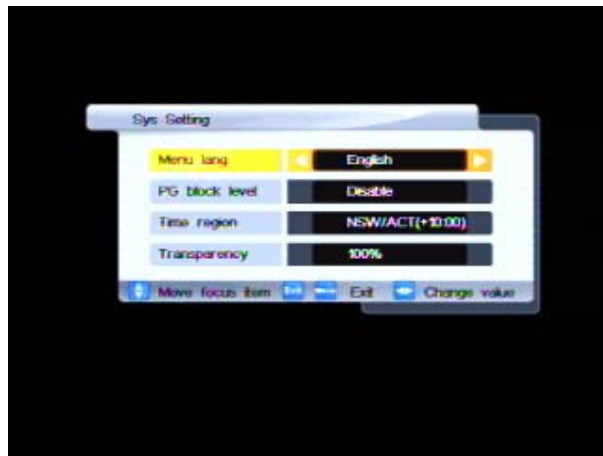 Sys Setting
Menu lang English
PG block level Disable
Time region NSW/ACT(+10:00)
Transparency 100%
Move focus item Exit Change value